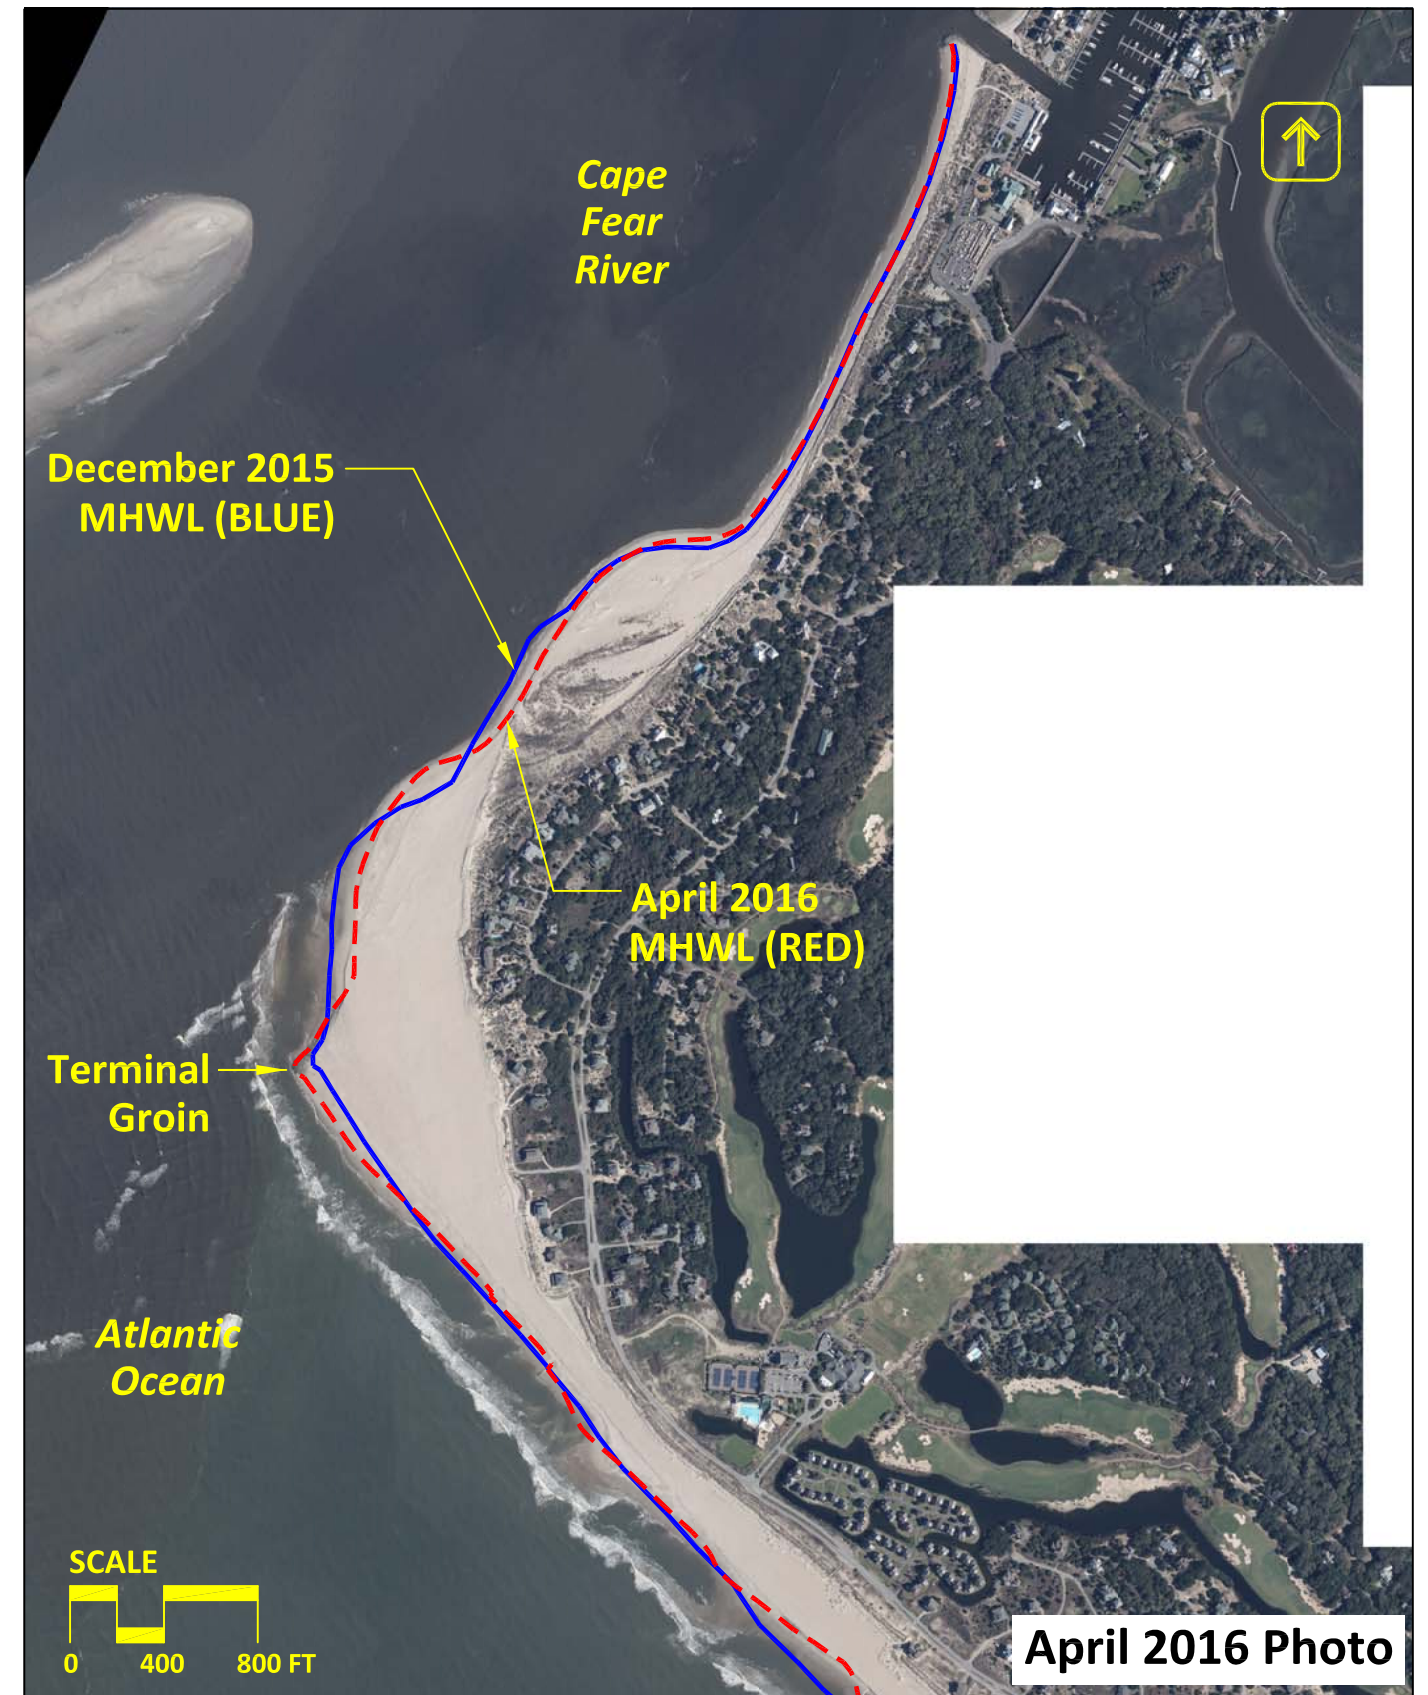 Cape
Fear
River
December 2015
MHWL (BLUE)
April 2016
MHWL (RED)
Terminal
Groin
Atlantic
Ocean
SCALE
0 400 800 FT
April 2016 Photo